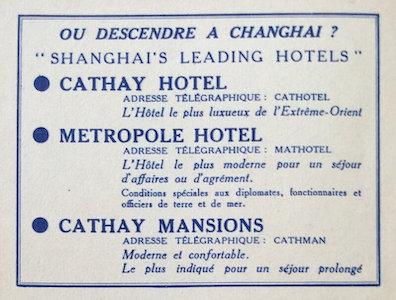 OU DESCENDRE A CHANGHAI ?
"SHANGHAI'S LEADING HOTELS"
● CATHAY HOTEL
ADRESSE TÉLÉGRAPHIQUE : CATHOTEL
L'Hôtel le plus luxueux de l'Extrême-Orient
● METROPOLE HOTEL
ADRESSE TÉLÉGRAPHIQUE : MATHOTEL
L'Hôtel le plus moderne pour un séjour
d'affaires ou d'agrément.
Conditions spéciales aux diplomates, fonctionnaires et
officiers de terre et de mer.
● CATHAY MANSIONS
ADRESSE TÉLÉGRAPHIQUE : CATHMAN
Moderne et confortable.
Le plus indiqué pour un séjour prolongé